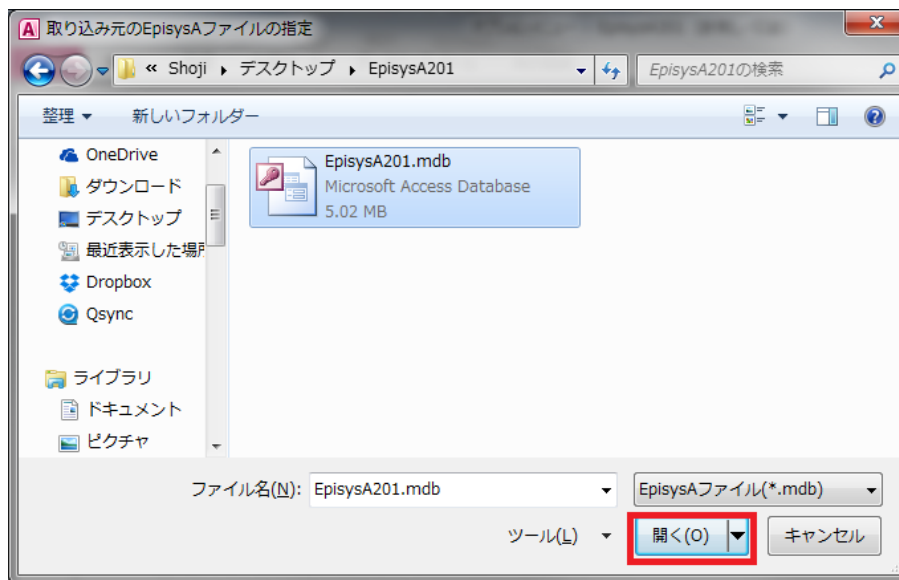 取り込み元のEpisysAファイルの指定
« Shoji ▸ デスクトップ ▸ EpisysA201
EpisysA201の検索
整理 新しいフォルダー
OneDrive
ダウンロード
デスクトップ
最近表示した場所
Dropbox
Qsync
ライブラリ
ドキュメント
ピクチャ
EpisysA201.mdb
Microsoft Access Database
5.02 MB
ファイル名(N): EpisysA201.mdb
EpisysAファイル(*.mdb)
ツール(L) 開く(O) キャンセル